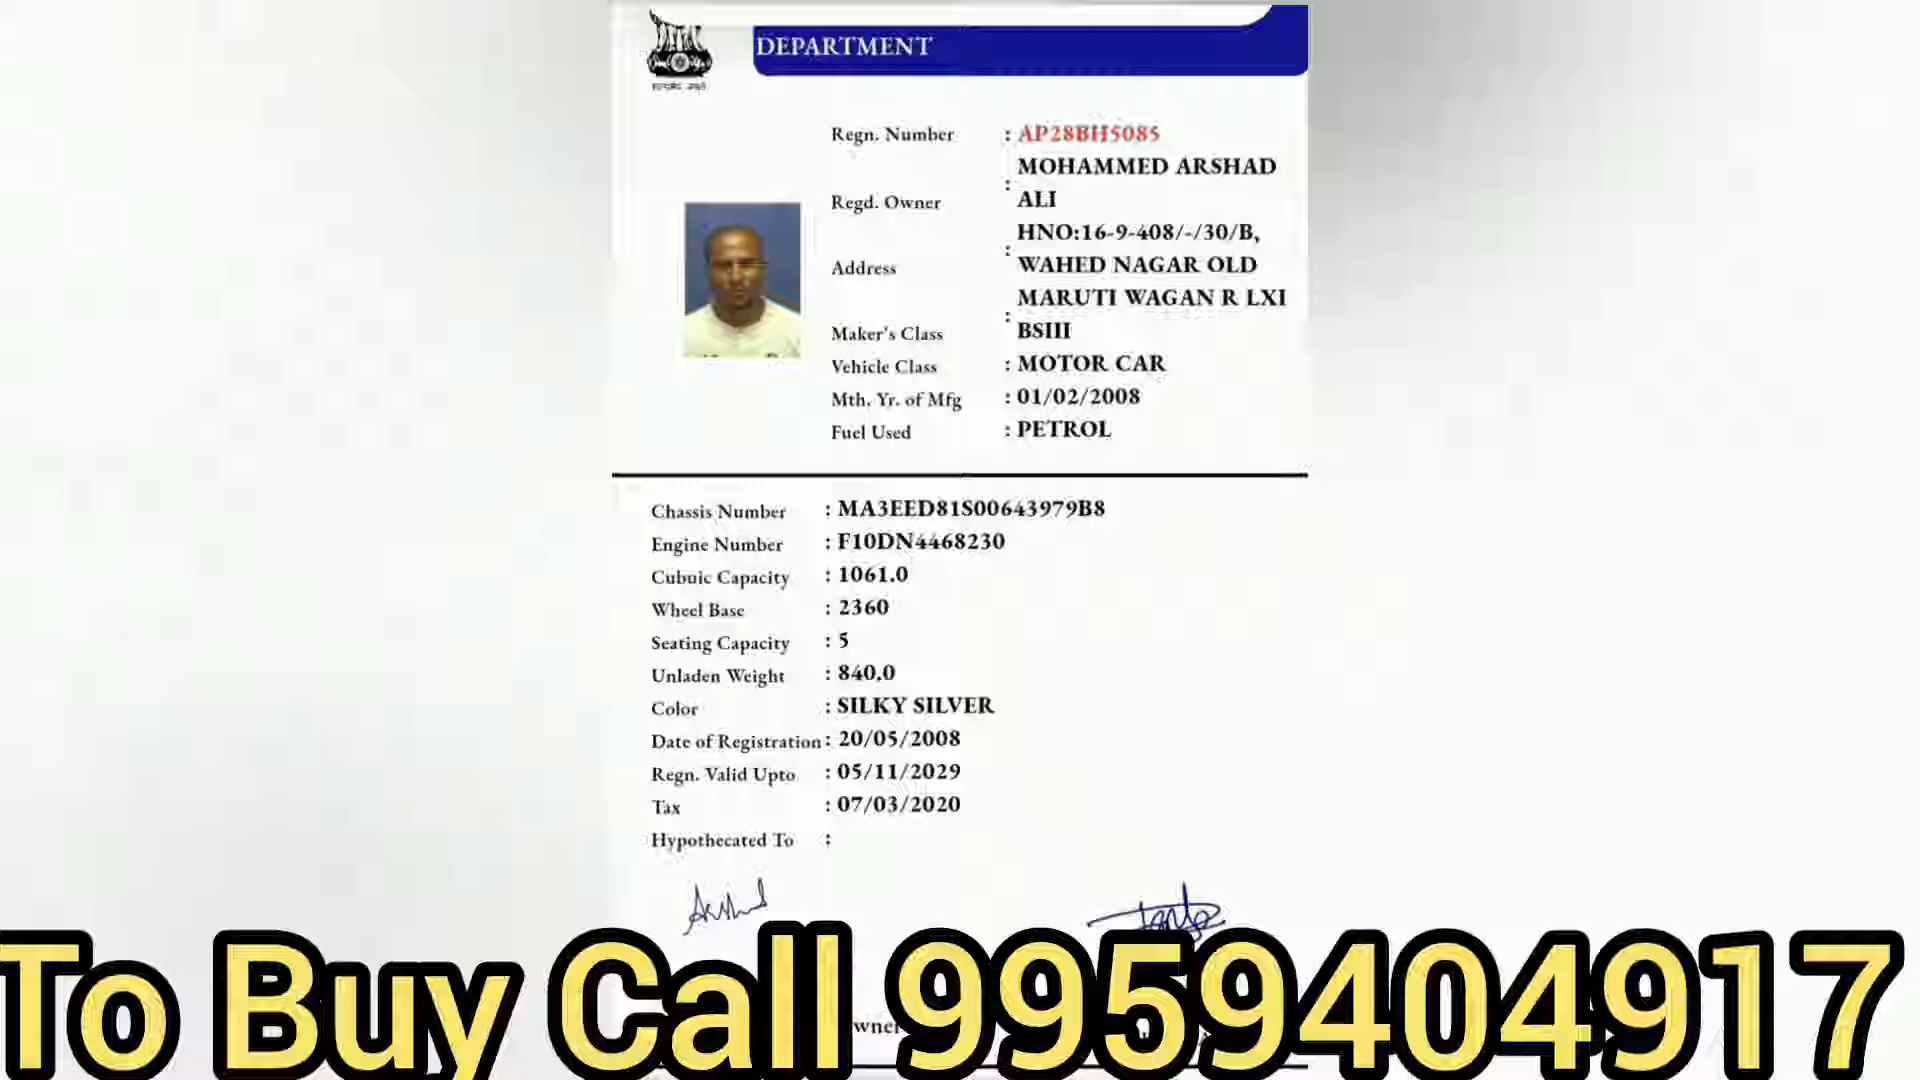 DEPARTMENT
Regn. Number : AP28BH5085
Regd. Owner : MOHAMMED ARSHAD
ALI
Address : HNO:16-9-408/-/30/B,
WAHED NAGAR OLD
Maker's Class : MARUTI WAGAN R LXI
BSIII
Vehicle Class : MOTOR CAR
Mth. Yr. of Mfg : 01/02/2008
Fuel Used : PETROL
Chassis Number : MA3EED81S00643979B8
Engine Number : F10DN4468230
Cubuic Capacity : 1061.0
Wheel Base : 2360
Seating Capacity : 5
Unladen Weight : 840.0
Color : SILKY SILVER
Date of Registration : 20/05/2008
Regn. Valid Upto : 05/11/2029
Tax : 07/03/2020
Hypothecated To :
To Buy Call 9959404917